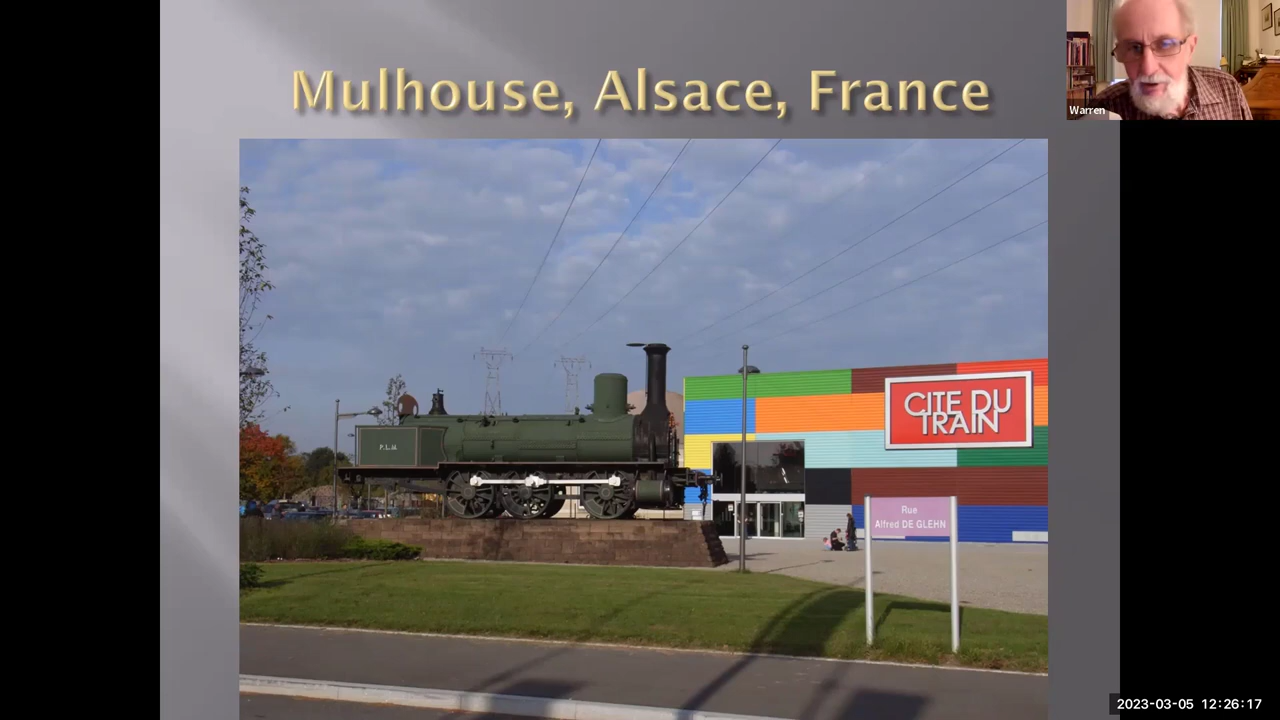 Mulhouse, Alsace, France
Warren
CITE DU
TRAIN
P.L.M.
Rue
Alfred DE GLEHN
2023-03-05 12:26:17